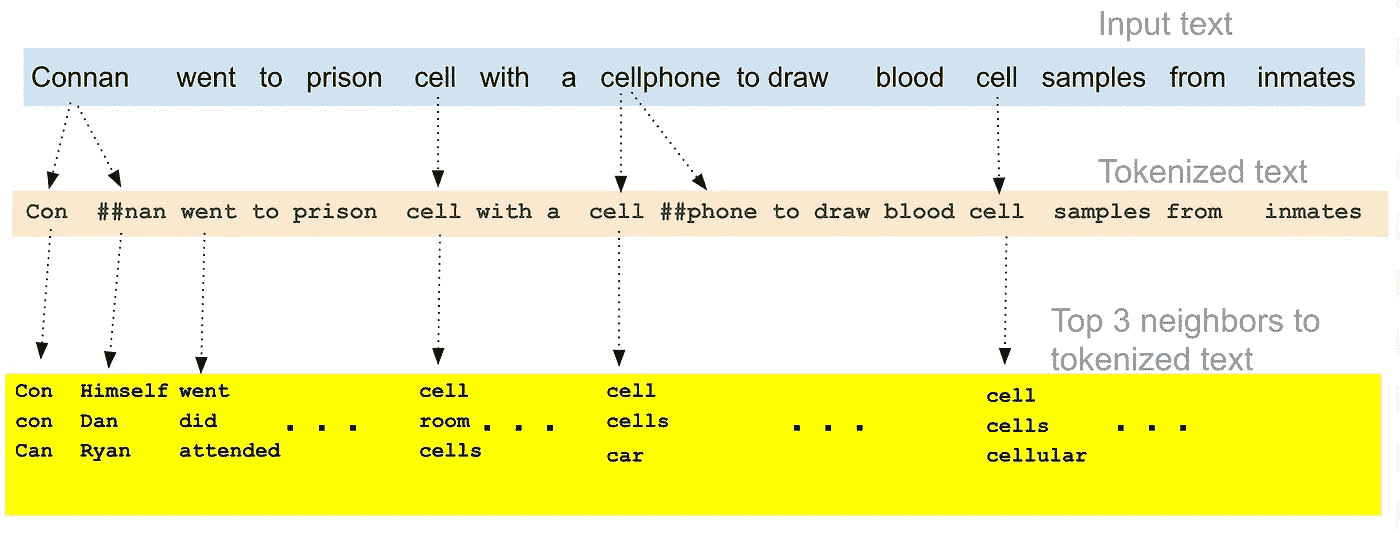 Input text
Connan went to prison cell with a cellphone to draw blood cell samples from inmates
Tokenized text
Con ##nan went to prison cell with a cell ##phone to draw blood cell samples from inmates
Top 3 neighbors to
tokenized text
Con Himself went cell cell cell
con Dan did . . . room . . . cells . . . cells . . .
Can Ryan attended cells car cellular